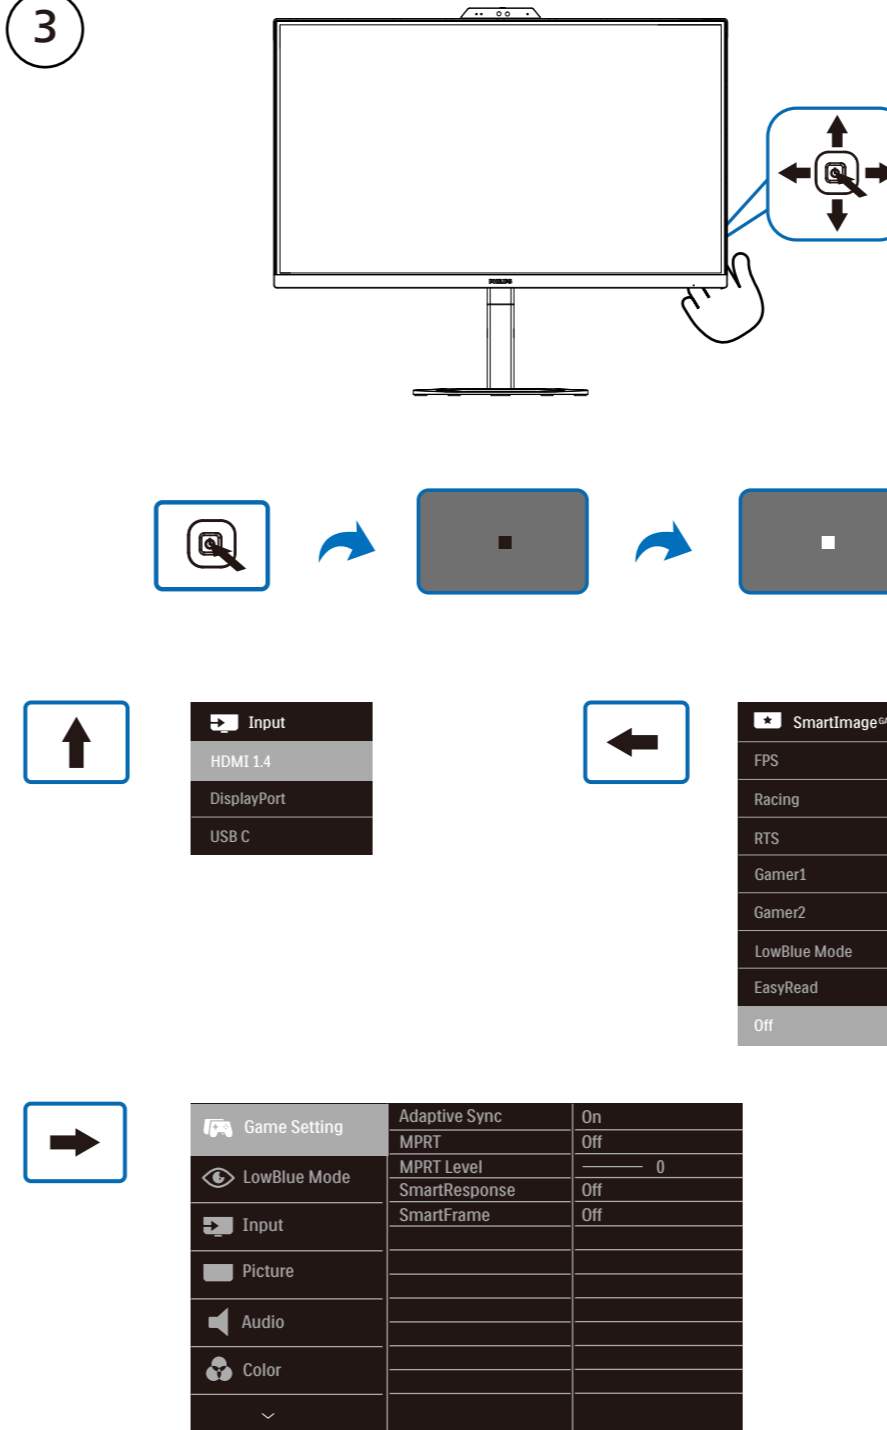 3
PHILIPS
Input
HDMI 1.4
DisplayPort
USB C
SmartImage
FPS
Racing
RTS
Gamer1
Gamer2
LowBlue Mode
EasyRead
Off
Game Setting
LowBlue Mode
Input
Picture
Audio
Color
Adaptive Sync On
MPRT Off
MPRT Level 0
SmartResponse Off
SmartFrame Off